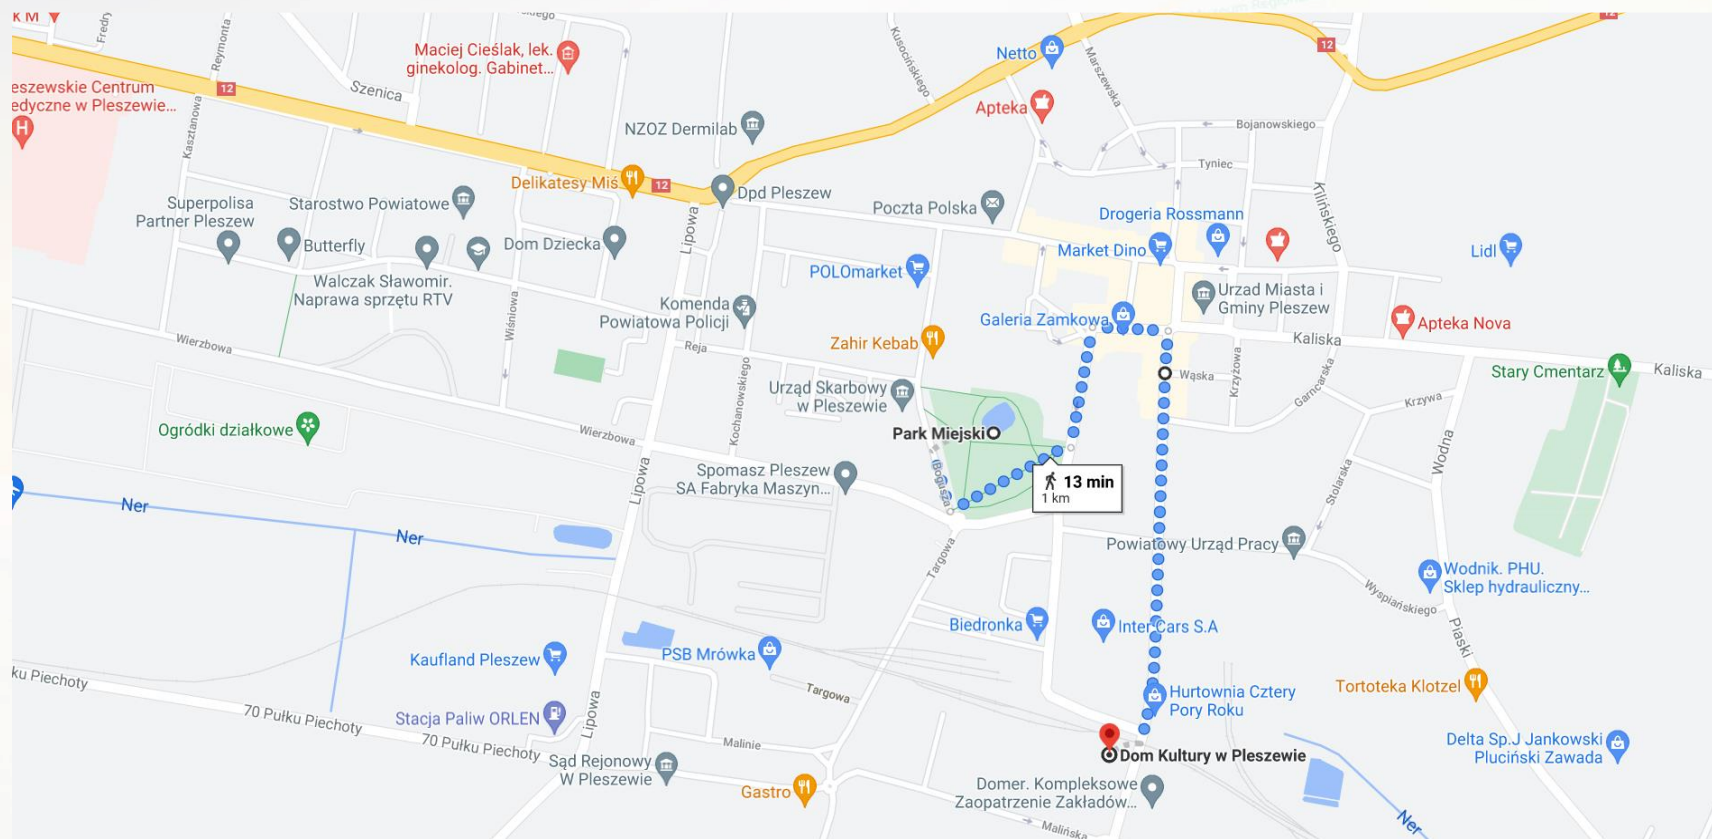 K M
Fredry
Reymonta
Maciej Cieślak, lek.
ginekolog. Gabinet...
Szenica
12
Netto
Kusocińskiego
Marszewska
12
12
eszewskie Centrum
edyczne w Pleszewie...
H
Kasztanowa
NZOZ Dermilab
Apteka
Bojanowskiego
Tyniec
Delikatesy Miś
12
Dpd Pleszew
Superpolisa
Partner Pleszew
Starostwo Powiatowe
Butterfly
Dom Dziecka
Lipowa
Poczta Polska
Drogeria Rossmann
Market Dino
Kilińskiego
Lidl
Walczak Sławomir.
Naprawa sprzętu RTV
POLOmarket
Komenda
Powiatowa Policji
Urzad Miasta i
Gminy Pleszew
Galeria Zamkowa
Apteka Nova
Wierzbowa
Wiśniowa
Reja
Zahir Kebab
Kaliska
Kaliska
Stary Cmentarz
Urząd Skarbowy
w Pleszewie
Kochanowskiego
Wąska
Krzyżowa
Garncarska
Krzywa
Ogródki działkowe
Wierzbowa
Park Miejski
Wodna
Spomasz Pleszew
SA Fabryka Maszyn...
Bogusza
Lipowa
13 min
1 km
Stolarska
Ner
Ner
Targowa
Powiatowy Urząd Pracy
Wodnik. PHU.
Sklep hydrauliczny...
Wyspiańskiego
Biedronka
Inter Cars S.A
Piaski
Kaufland Pleszew
PSB Mrówka
Targowa
Hurtownia Cztery
Pory Roku
Tortoteka Klotzel
ku Piechoty
70 Pułku Piechoty
Stacja Paliw ORLEN
Lipowa
70 Pułku Piechoty
Malinie
Sąd Rejonowy
W Pleszewie
Dom Kultury w Pleszewie
Delta Sp.J Jankowski
Pluciński Zawada
Gastro
Domer. Kompleksowe
Zaopatrzenie Zakładów...
Malińska
Ner